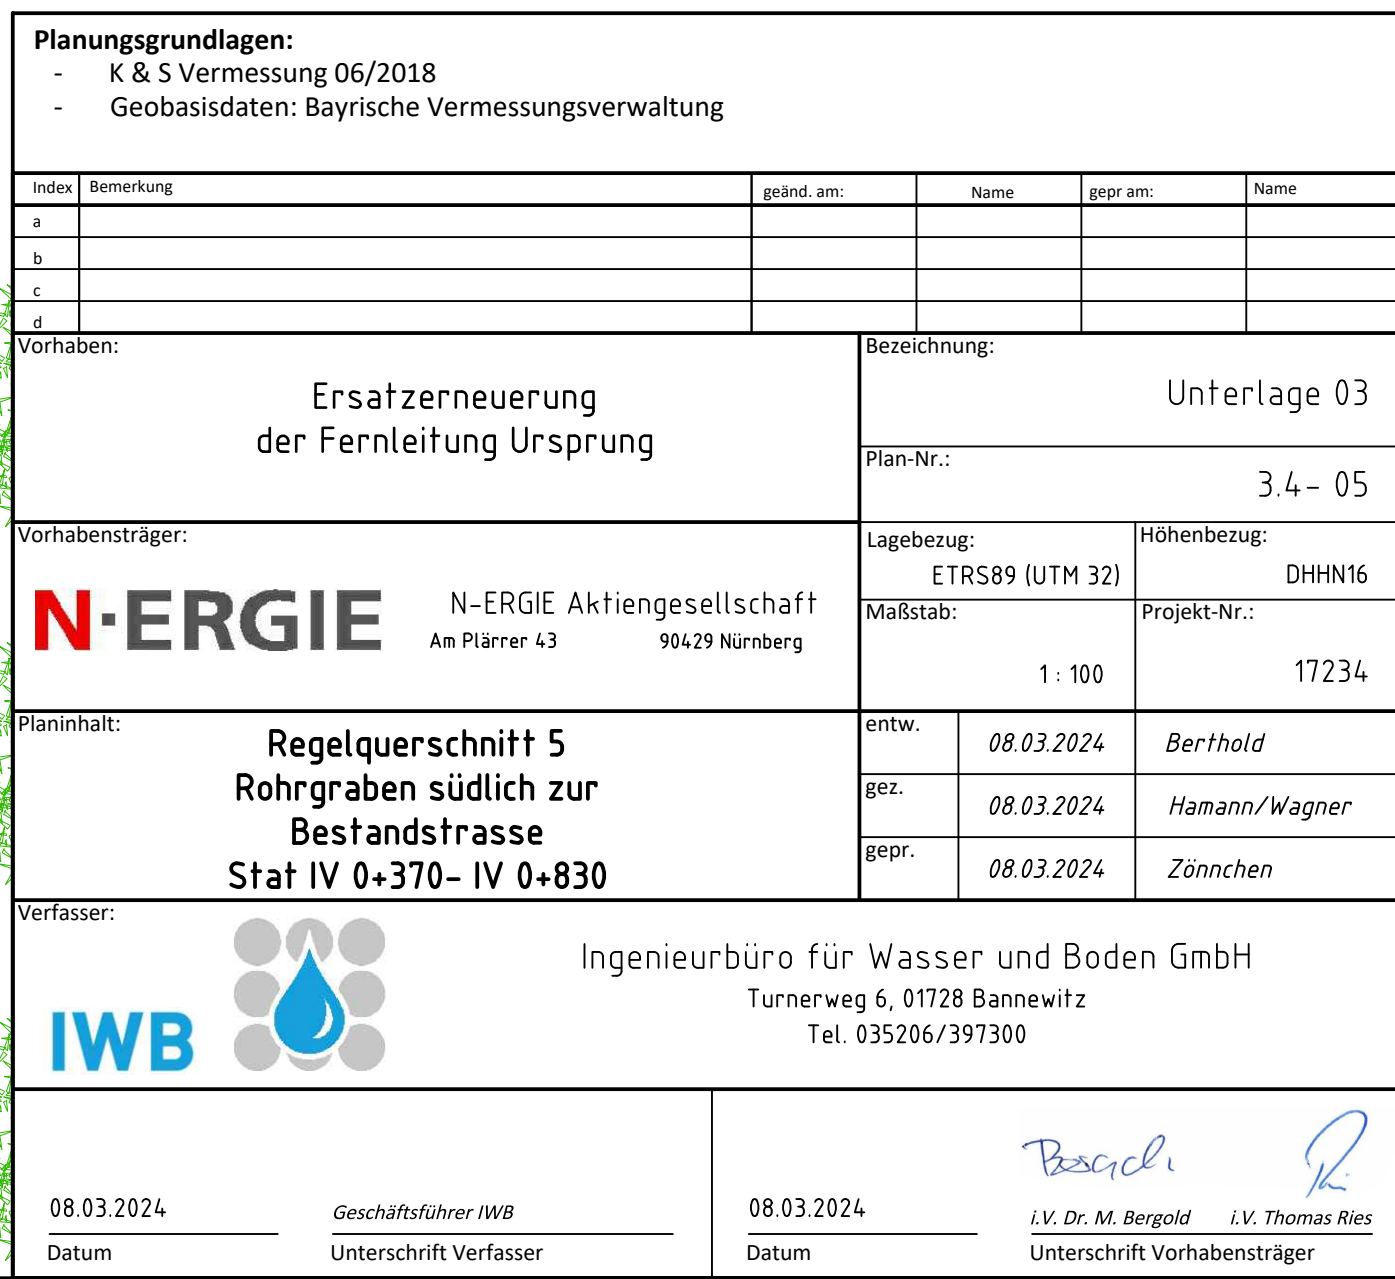 Planungsgrundlagen:
- K & S Vermessung 06/2018
- Geobasisdaten: Bayrische Vermessungsverwaltung
Index Bemerkung geänd. am: Name gepr am: Name
a
b
c
d
Vorhaben:
Ersatzerneuerung
der Fernleitung Ursprung
Bezeichnung:
Unterlage 03
Plan-Nr.:
3.4- 05
Vorhabensträger:
N·ERGIE
N-ERGIE Aktiengesellschaft
Am Plärrer 43 90429 Nürnberg
Lagebezug:
ETRS89 (UTM 32)
Höhenbezug:
DHHN16
Maßstab:
1 : 100
Projekt-Nr.:
17234
Planinhalt:
Regelquerschnitt 5
Rohrgraben südlich zur
Bestandstrasse
Stat IV 0+370- IV 0+830
entw. 08.03.2024 Berthold
gez. 08.03.2024 Hamann/Wagner
gepr. 08.03.2024 Zönnchen
Verfasser:
IWB
Ingenieurbüro für Wasser und Boden GmbH
Turnerweg 6, 01728 Bannewitz
Tel. 035206/397300
08.03.2024 Geschäftsführer IWB
Datum Unterschrift Verfasser
08.03.2024 i.V. Dr. M. Bergold i.V. Thomas Ries
Datum Unterschrift Vorhabensträger